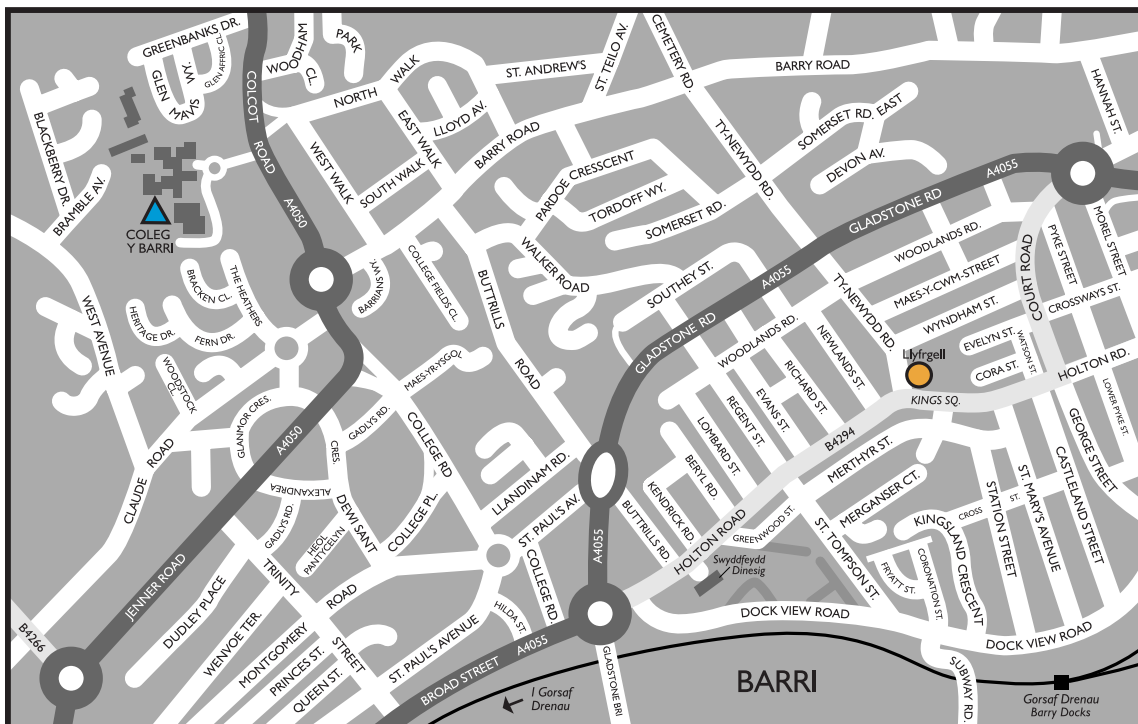 GREENBANKS DR.
WOODHAM
CL.
PARK
GLEN AFFRIC CL.
GLEN
MAVIS
WY.
COLCOT
ROAD
A4050
NORTH
WALK
ST. ANDREW'S
ST. TEILO AV.
CEMETERY RD.
BARRY ROAD
HANNAH ST.
BLACKBERRY DR.
BRAMBLE AV.
EAST WALK
LLOYD AV.
WEST WALK
SOUTH WALK
BARRY ROAD
PARDOE CRESSCENT
TORDOFF WY.
SOMERSET RD.
SOMERSET RD. EAST
DEVON AV.
TY-NEWYDD RD.
GLADSTONE RD
A4055
COLEG
Y BARRI
WALKER ROAD
WOODLANDS RD.
PYKE STREET
MOREL STREET
COURT ROAD
BRACKEN CL.
THE HEATHERS
HERITAGE DR.
FERN DR.
WEST AVENUE
BARRIANS WY.
COLLEGE FIELDS CL.
BUTTRILLS
ROAD
SOUTHEY ST.
A4055
GLADSTONE RD
TY-NEWYDD RD.
MAES-Y-CWM-STREET
WYNDHAM ST.
CROSSWAYS ST.
EVELYN ST.
CORA ST.
WATSON ST.
HOLTON RD.
Llyfrgell
KINGS SQ.
WOODSTOCK
CL.
MAES-YR-YSGOL
GADLYS RD.
WOODLANDS RD.
NEWLANDS ST.
RICHARD ST.
EVANS ST.
REGENT ST.
LOMBARD ST.
LOWER PYKE ST.
GLANMOR CRES.
A4050
CLAUDE ROAD
ALEXANDREA
CRES.
COLLEGE RD
LLANDINAM RD.
BERYL RD.
KENDRICK RD.
B4294
MERTHYR ST.
MERGANSER CT.
GEORGE STREET
CASTLELAND STREET
ST. MARY'S AVENUE
STATION STREET
CROSS ST.
GADLYS RD.
HEOL
PANTYCELYN
DEWI SANT
COLLEGE PL.
ST. PAUL'S AV.
BUTTRILLS RD.
HOLTON ROAD
GREENWOOD ST.
KINGSLAND CRESCENT
ST. TOMPSON ST.
FRYATT ST.
CORONATION ST.
Swyddfeydd
Dinesig
A4055
JENNER ROAD
TRINITY
STREET
DUDLEY PLACE
WENVOE TER.
MONTGOMERY
ROAD
PRINCES ST.
QUEEN ST.
ST. PAUL'S AVENUE
HILDA ST.
COLLEGE RD.
DOCK VIEW ROAD
DOCK VIEW ROAD
B4266
BROAD STREET
A4055
GLADSTONE BRI
SUBWAY RD.
I Gorsaf
Drenau
BARRI
Gorsaf Drenau
Barry Docks